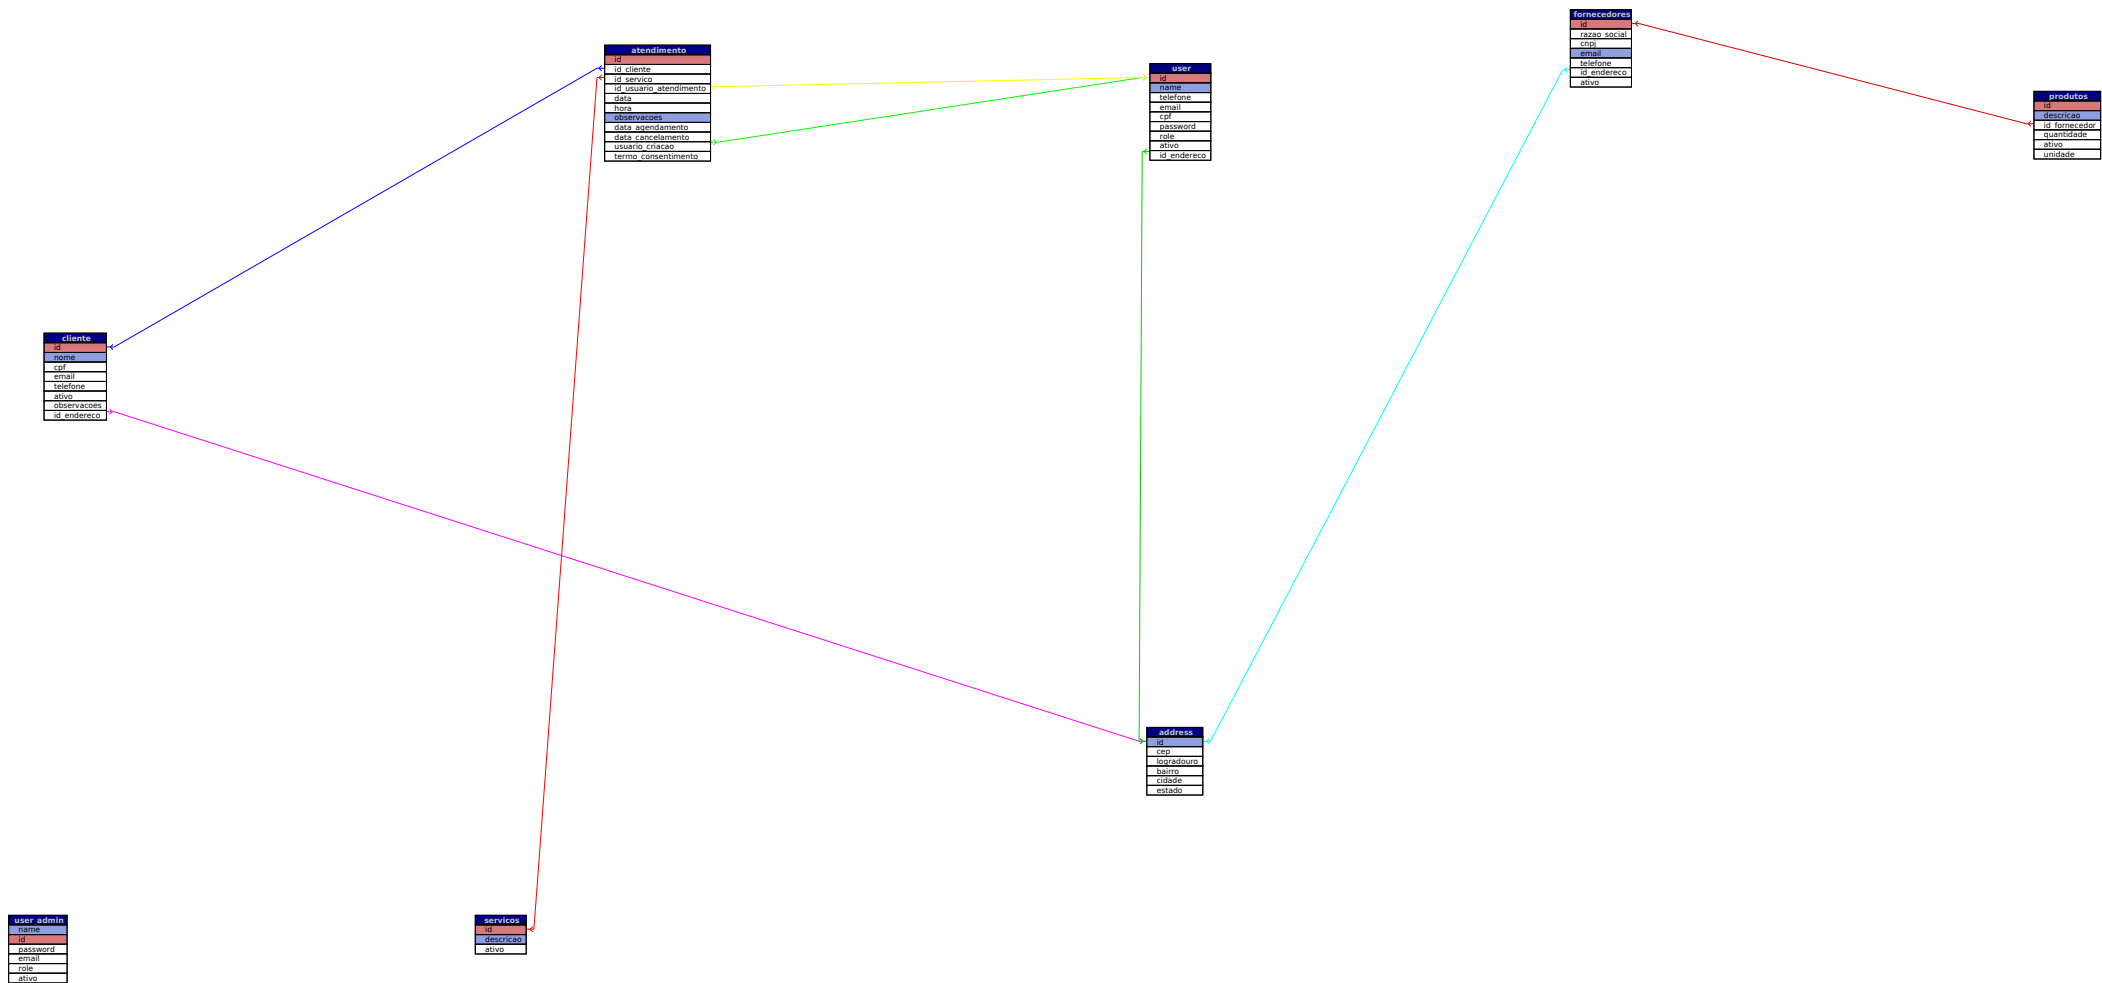 fornecedores
id
razao_social
cnpj
email
telefone
id_endereco
ativo
atendimento
id
id_cliente
id_servico
id_usuario_atendimento
data
hora
observacoes
data_agendamento
data_cancelamento
usuario_criacao
termo_consentimento
user
id
name
telefone
email
cpf
password
role
ativo
id_endereco
produtos
id
descricao
id_fornecedor
quantidade
ativo
unidade
cliente
id
nome
cpf
email
telefone
ativo
observacoes
id_endereco
address
id
cep
logradouro
bairro
cidade
estado
user_admin
name
id
password
email
role
ativo
servicos
id
descricao
ativo